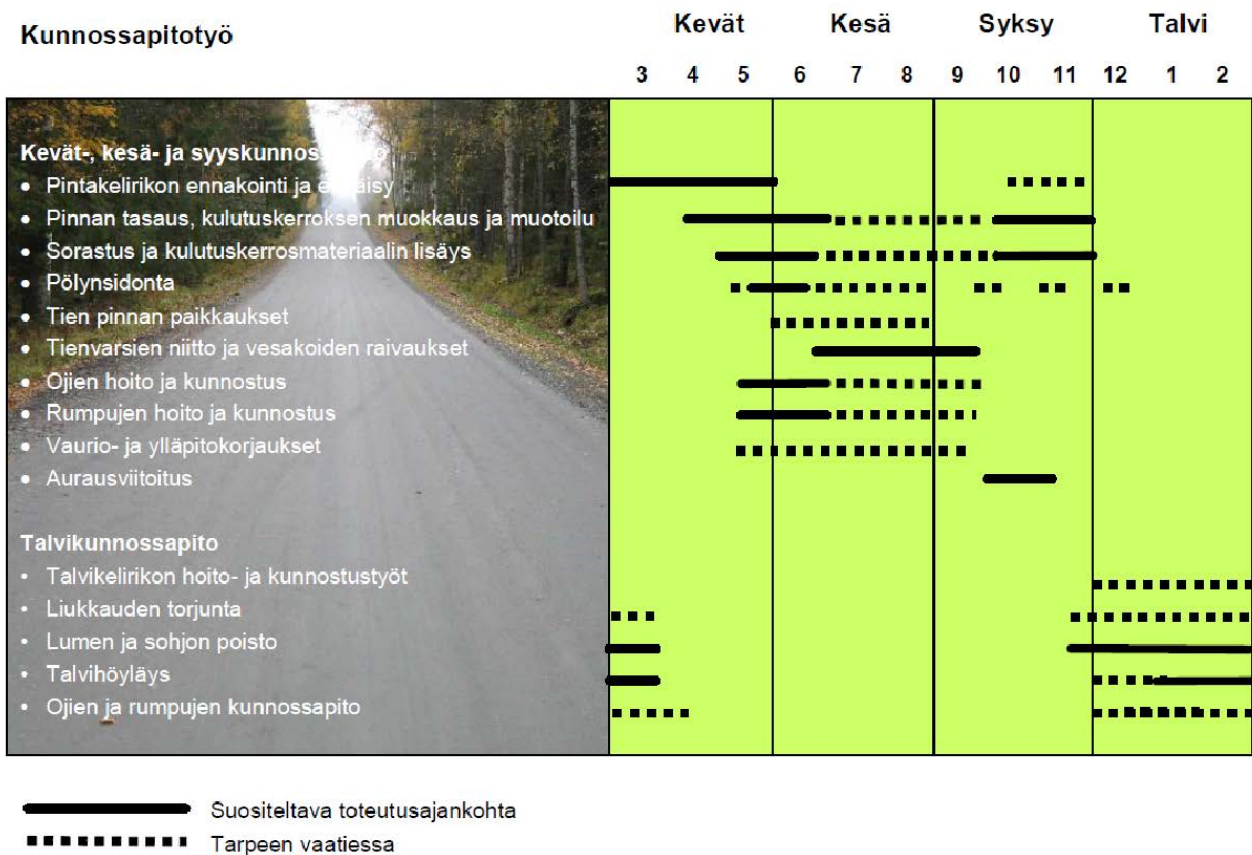 Kunnossapitotyö
Kevät Kesä Syksy Talvi
3 4 5 6 7 8 9 10 11 12 1 2
Kevät-, kesä- ja
• Pintakelirikon ennakointi ja
• Pinnan tasaus, kulutuskerroksen muokkaus ja muotoilu
• Sorastus ja kulutuskerrosmateriaalin lisäys
• Pölynsidonta
• Tien pinnan paikkaukset
• Tienvarsien niitto ja vesakoiden raivaukset
• Ojien hoito ja kunnostus
• Rumpujen hoito ja kunnostus
• Vaurio- ja ylläpitokorjaukset
• Aurausviitoitus
Talvikunnossapito
• Talvikelirikon hoito- ja kunnostustyöt
• Liukkauden torjunta
• Lumen ja sohjon poisto
• Talvihöyläys
• Ojien ja rumpujen kunnossapito
Suositeltava toteutusajankohta
Tarpeen vaatiessa